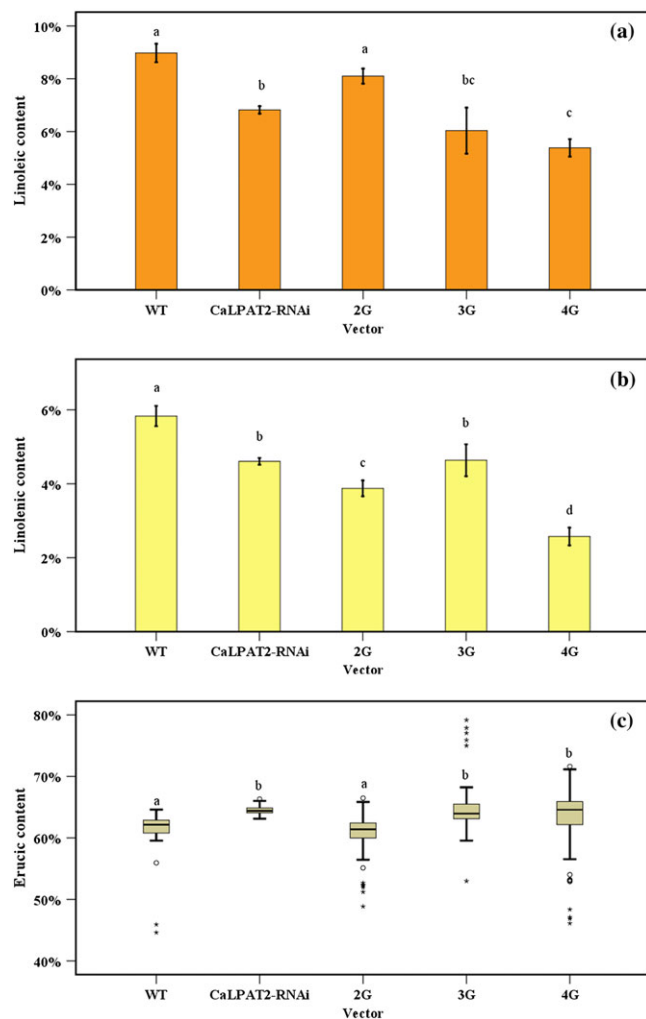 (a)
Linoleic content
10%
8%
6%
4%
2%
0%
a
b
a
bc
c
WT CaLPAT2-RNAi 2G 3G 4G
Vector
(b)
Linolenic content
6%
4%
2%
0%
a
b
c
b
d
WT CaLPAT2-RNAi 2G 3G 4G
Vector
(c)
Erucic content
80%
70%
60%
50%
40%
a
b
a
b
b
WT CaLPAT2-RNAi 2G 3G 4G
Vector